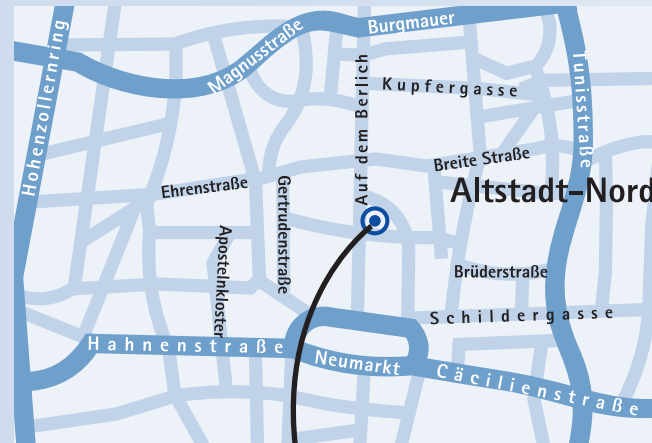 Burgmauer
Magnusstraße
Hohenzollernring
Tunisstraße
Auf dem Berlich
Kupfergasse
Breite Straße
Ehrenstraße
Gertrudenstraße
Altstadt-Nord
Apostelnkloster
Brüderstraße
Schildergasse
Hahnenstraße
Neumarkt
Cäcilienstraße